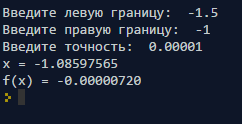 Введите левую границу:  -1.5
Введите правую границу:  -1
Введите точность:  0.00001
x = -1.08597565
f(x) = -0.00000720
>